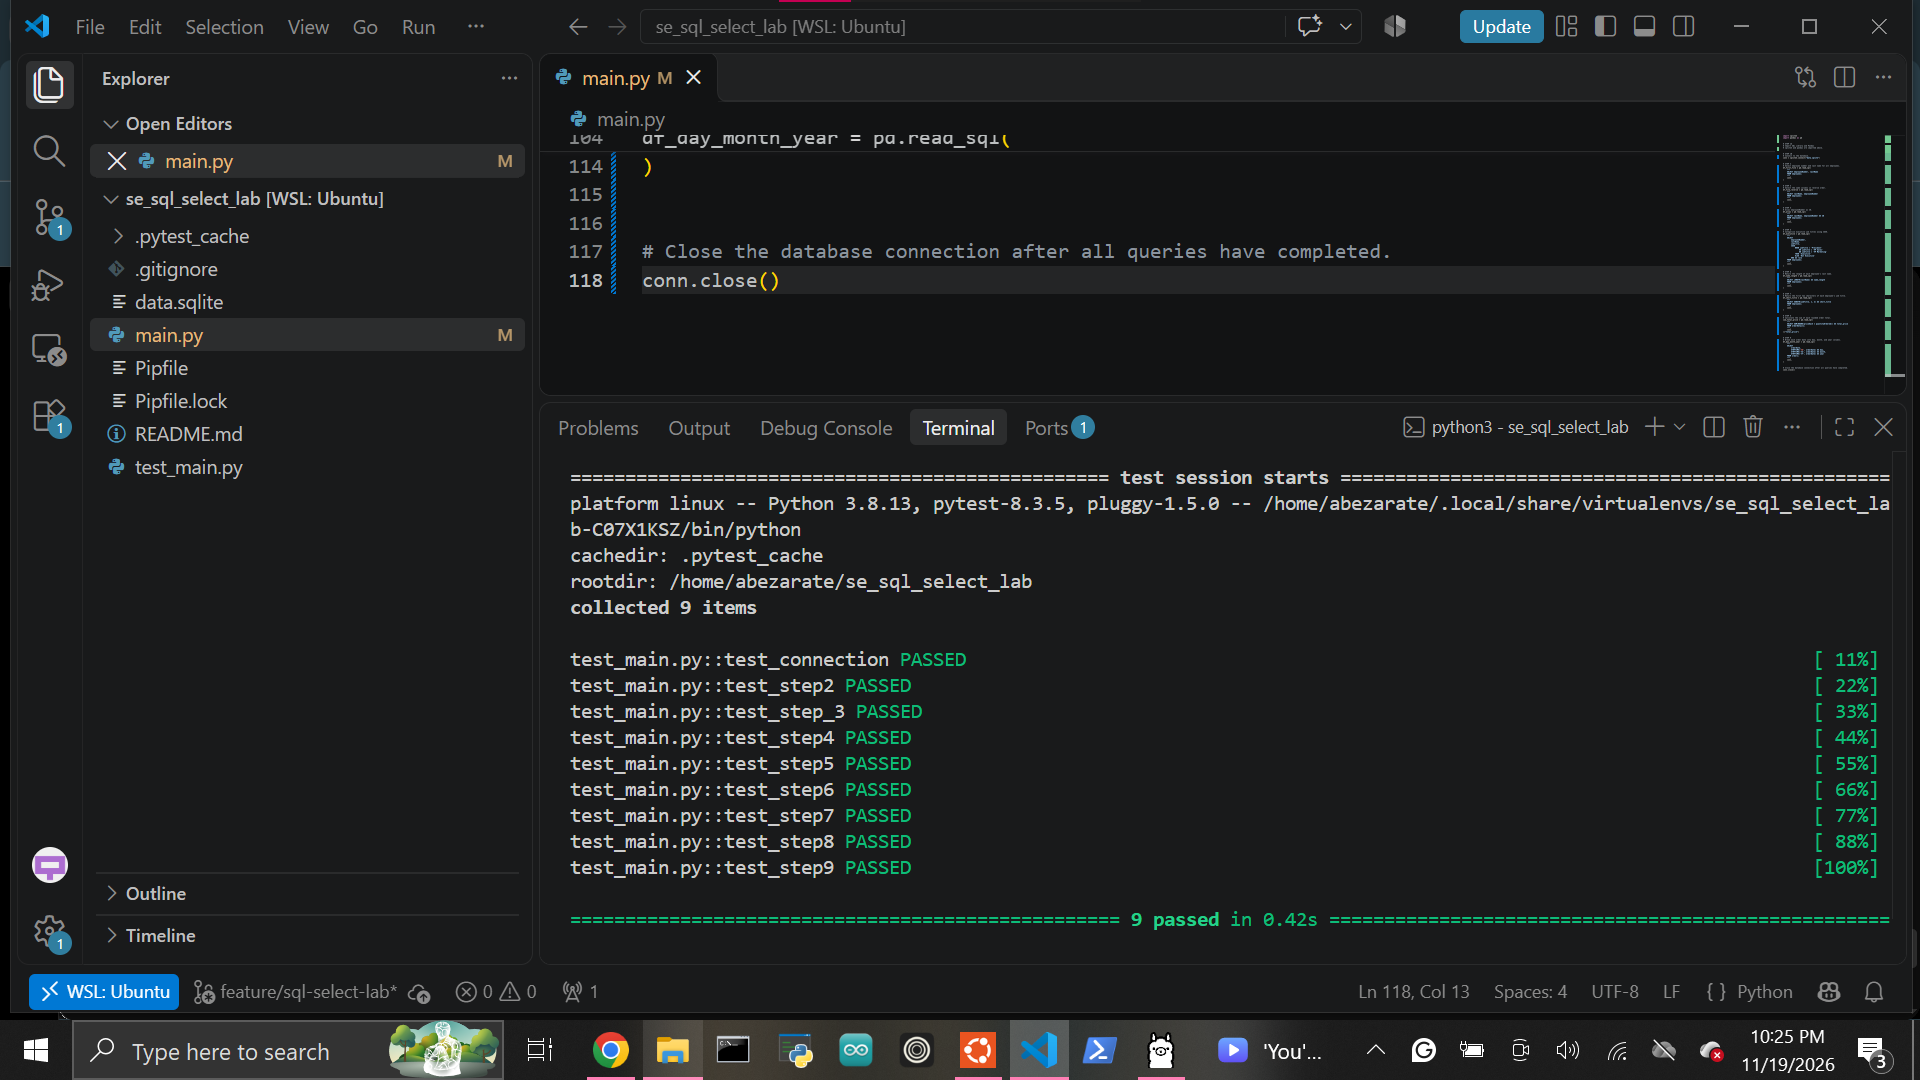 File Edit Selection View Go Run ···
se_sql_select_lab [WSL: Ubuntu]
Update
Explorer
Open Editors
main.py M
se_sql_select_lab [WSL: Ubuntu]
.pytest_cache
.gitignore
data.sqlite
main.py M
Pipfile
Pipfile.lock
README.md
test_main.py
Outline
Timeline
1
1
1
main.py M
main.py
104 df_day_month_year = pd.read_sql(
114 )
115
116
117 # Close the database connection after all queries have completed.
118 conn.close()
Problems Output Debug Console Terminal Ports 1
python3 - se_sql_select_lab
================================================= test session starts ==================================================
platform linux -- Python 3.8.13, pytest-8.3.5, pluggy-1.5.0 -- /home/abezarate/.local/share/virtualenvs/se_sql_select_la
b-C07X1KSZ/bin/python
cachedir: .pytest_cache
rootdir: /home/abezarate/se_sql_select_lab
collected 9 items
test_main.py::test_connection PASSED [ 11%]
test_main.py::test_step2 PASSED [ 22%]
test_main.py::test_step_3 PASSED [ 33%]
test_main.py::test_step4 PASSED [ 44%]
test_main.py::test_step5 PASSED [ 55%]
test_main.py::test_step6 PASSED [ 66%]
test_main.py::test_step7 PASSED [ 77%]
test_main.py::test_step8 PASSED [ 88%]
test_main.py::test_step9 PASSED [100%]
================================================== 9 passed in 0.42s ===================================================
WSL: Ubuntu feature/sql-select-lab* 0 0 1
Ln 118, Col 13 Spaces: 4 UTF-8 LF { } Python
Type here to search
'You'...
10:25 PM
11/19/2026
3